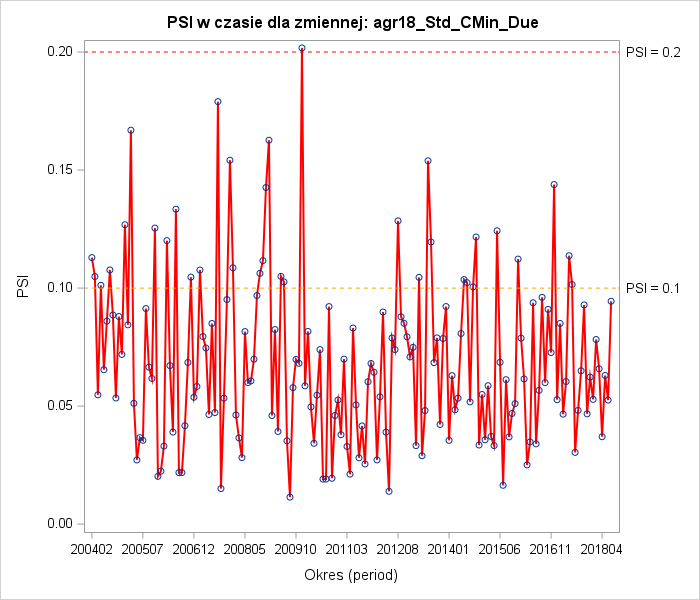 PSI w czasie dla zmiennej: agr18_Std_CMin_Due
0.20
PSI = 0.2
0.15
PSI
0.10
PSI = 0.1
0.05
0.00
200402 200507 200612 200805 200910 201103 201208 201401 201506 201611 201804
Okres (period)